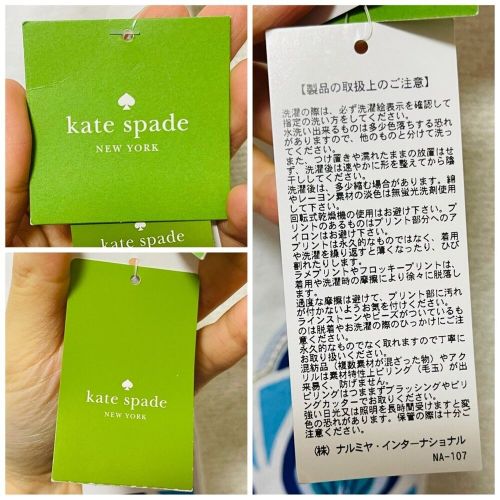 kate spade
NEW YORK
kate spade
NEW YORK
kate spade
NEW YORK
【製品の取扱上のご注意】
洗濯の際は、必ず洗濯絵表示を確認して
指定の洗い方をしてください。
水洗い出来るものは多少色落ちする恐れ
がありますので、他のものと分けて洗っ
てください。
また、つけ置きや濡れたままの放置はせ
ず、洗濯後は速やかに形を整えてから陰
干ししてください。
洗濯後は、多少縮む場合があります。綿
やレーヨン素材の淡色は無蛍光洗剤使用
して下さい。
回転式乾燥機の使用はお避け下さい。プ
リントのあるものはプリント部分へのア
イロンはお避け下さい。
プリントは永久的なものではなく、着用
や洗濯を繰り返すと薄くなったり、ひび
割れたりします。
ラメプリントやフロッキープリントは、
着用や洗濯時の摩擦により徐々に脱落し
ます。
過度な摩擦は避けて、プリント部に汚れ
が付かないようお気を付けください。
ラインストーンやビーズがついているも
のは脱着やお洗濯の際のひっかけにご注
意ください。
永久的なものでなく取れますので丁寧に
お取り扱いください。
混紡品（複数素材が混ざった物）やアク
リルは素材特性上ピリング（毛玉）が出
来易く、防げません。
ピリングはつまずブラッシングやピリ
ングカッターでお取りください。
強い日光又は照明を長時間受けますと変
色の恐れがあります。保管の際は十分ご
注意ください。
（株）ナルミヤ・インターナショナル
NA-107